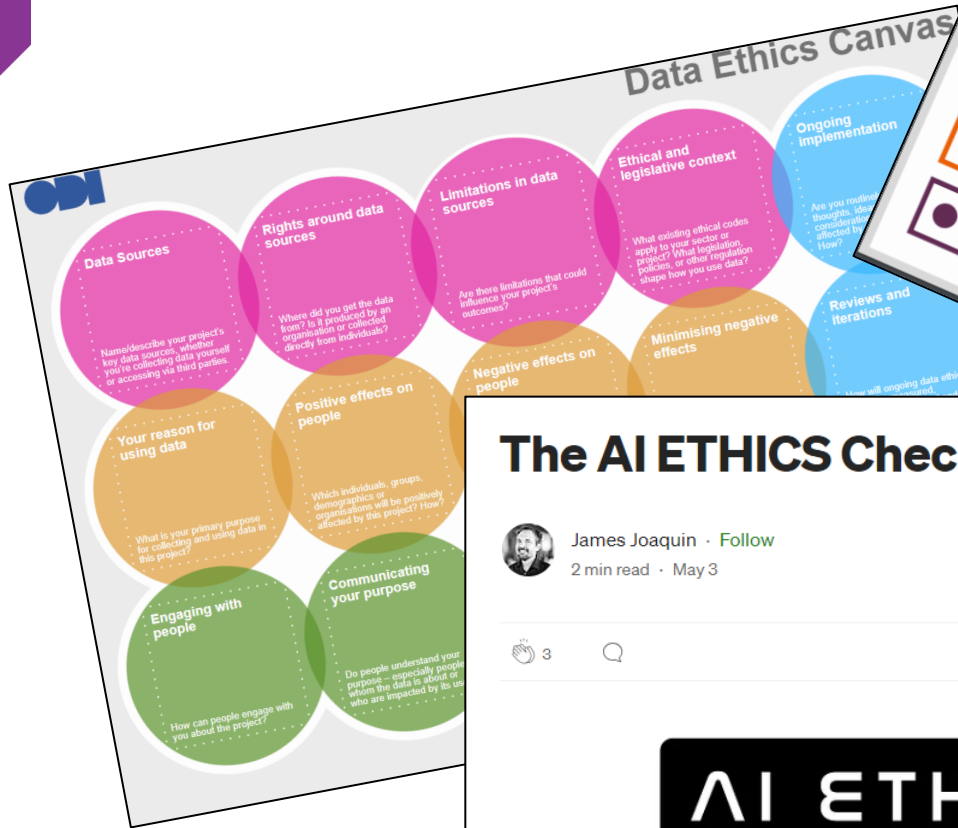 Data Ethics Canvas
ODI
Data Sources
Name/describe your project's
key data sources, whether
you're collecting data yourself
or accessing via third parties.
Rights around data
sources
Where did you get the data
from? Is it produced by an
organisation or collected
directly from individuals?
Limitations in data
sources
Are there limitations that could
influence your project's
outcomes?
Ethical and
legislative context
What existing ethical codes
apply to your sector or
project? What legislation,
policies, or other regulation
shape how you use data?
Ongoing
implementation
Are you routinely
thoughts,
affected by
How?
Your reason for
using data
What is your primary purpose
for collecting and using data in
this project?
Positive effects on
people
Which individuals, groups,
demographics or
organisations will be positively
affected by this project? How?
Negative effects on
people
Minimising negative
effects
Reviews and
iterations
How will ongoing data
Engaging with
people
How can people engage with
you about the project?
Communicating
your purpose
Do people understand your
purpose – especially people
whom the data is about or
who are impacted by its
The AI ETHICS Chec
James Joaquin · Follow
2 min read · May 3
3
AI ETH